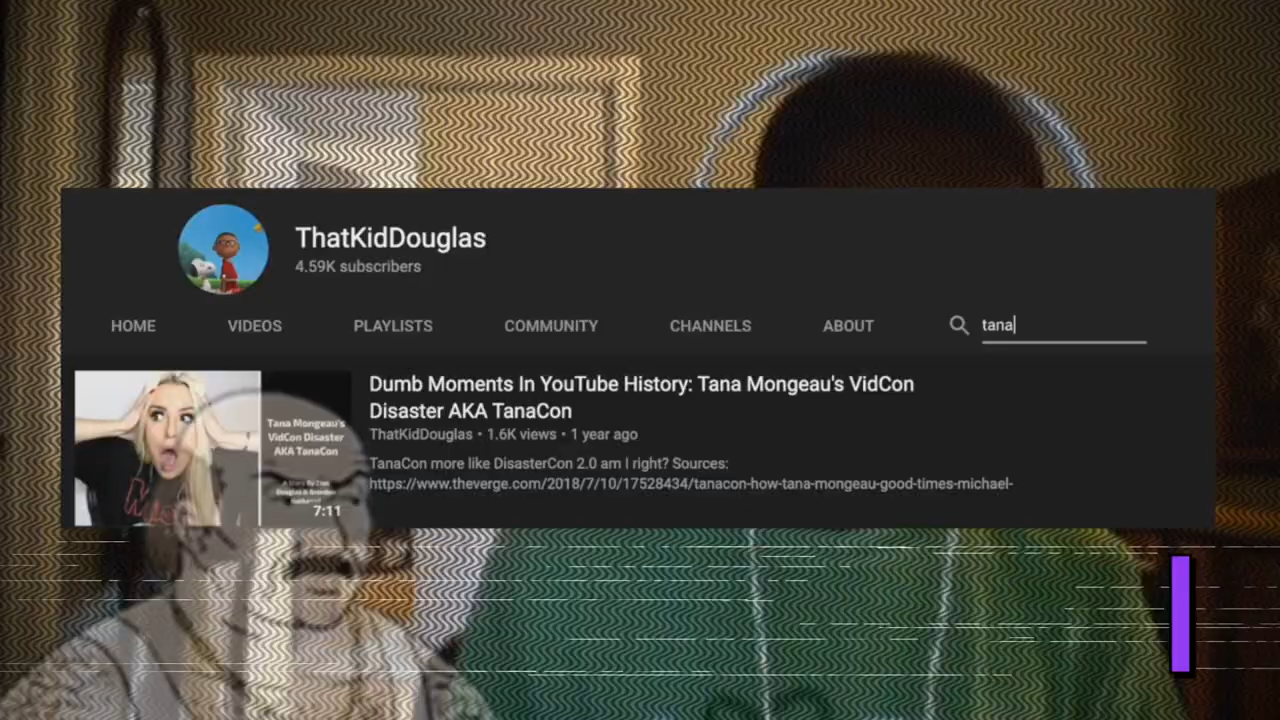 ThatKidDouglas
4.59K subscribers
HOME VIDEOS PLAYLISTS COMMUNITY CHANNELS ABOUT tana
Dumb Moments In YouTube History: Tana Mongeau's VidCon
Disaster AKA TanaCon
ThatKidDouglas • 1.6K views • 1 year ago
TanaCon more like DisasterCon 2.0 am I right? Sources:
https://www.theverge.com/2018/7/10/17528434/tanacon-how-tana-mongeau-good-times-michael-
Tana Mongeau's
VidCon Disaster
AKA TanaCon
7:11